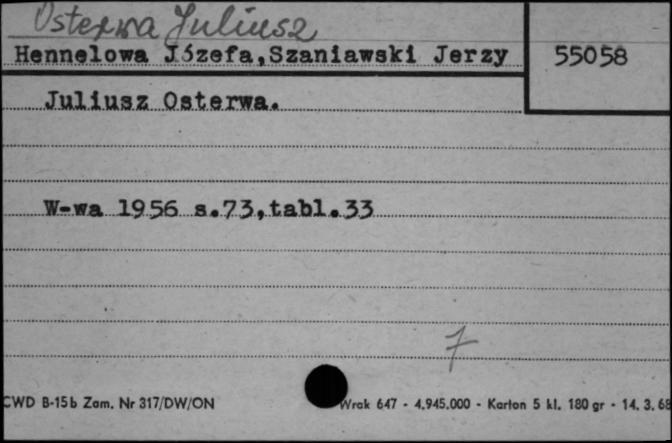 Osterwa Juliusz
Hennelowa Józefa,Szaniawski Jerzy 55058
Juliusz Osterwa.
W-wa 1956 s.73,tabl.33
7
CWD B-15b Zam. Nr 317/DW/ON Wrak 647 - 4.945.000 - Karton 5 kl. 180 gr - 14. 3. 68